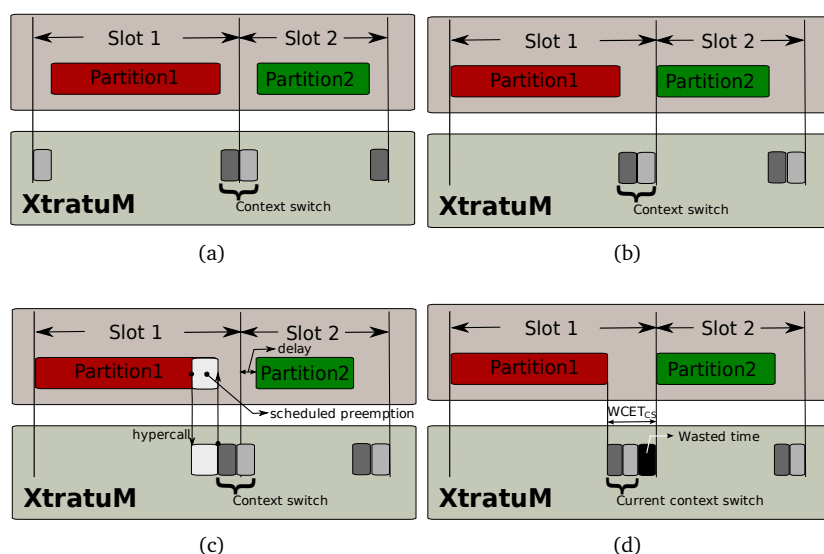 Slot 1 Slot 2
Partition1 Partition2
XtratuM
Context switch
(a)
Slot 1 Slot 2
Partition1 Partition2
XtratuM
Context switch
(b)
Slot 1 Slot 2
delay
Partition1 Partition2
scheduled preemption
hypercall
XtratuM
Context switch
(c)
Slot 1 Slot 2
Partition1 Partition2
WCETCS
Wasted time
XtratuM
Current context switch
(d)